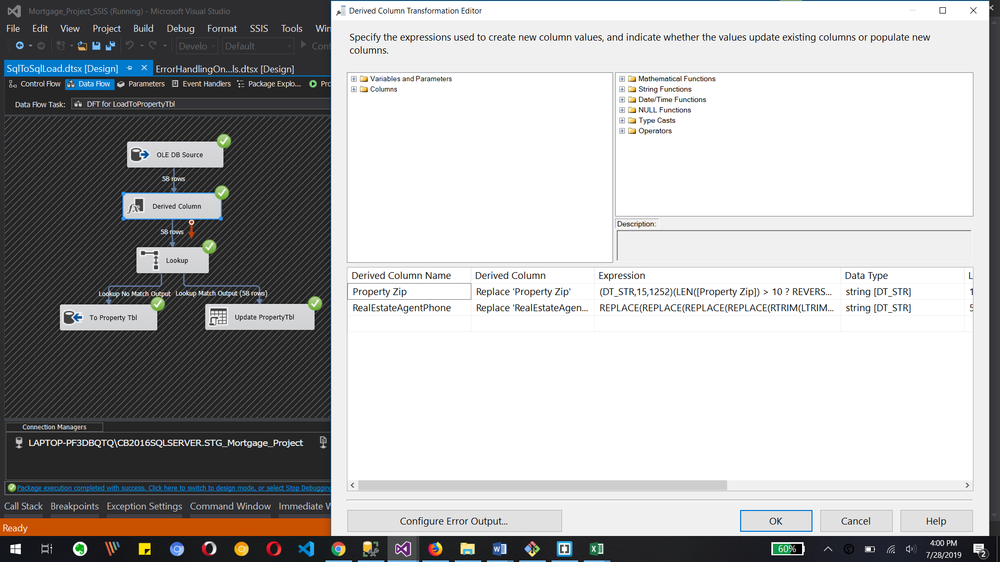 Mortgage_Project_SSIS (Running) - Microsoft Visual Studio
File Edit View Project Build Debug Format SSIS Tools Win
Develo Default Cont
SqlToSqlLoad.dtsx [Design] ErrorHandlingOn...ls.dtsx [Design]
Control Flow Data Flow Parameters Event Handlers Package Explo... Pro
Data Flow Task: DFT for LoadToPropertyTbl
OLE DB Source
58 rows
Derived Column
58 rows
Lookup
Lookup No Match Output Lookup Match Output (58 rows)
To Property Tbl Update PropertyTbl
Connection Managers
LAPTOP-PF3DBQTQ\CB2016SQLSERVER.STG_Mortgage_Project
Package execution completed with success. Click here to switch to design mode, or select Stop Debugging
Call Stack Breakpoints Exception Settings Command Window Immediate W
Ready
Derived Column Transformation Editor
Specify the expressions used to create new column values, and indicate whether the values update existing columns or populate new
columns.
Variables and Parameters
Columns
Mathematical Functions
String Functions
Date/Time Functions
NULL Functions
Type Casts
Operators
Description:
Derived Column Name Derived Column Expression Data Type L
Property Zip Replace 'Property Zip' (DT_STR,15,1252)(LEN([Property Zip]) > 10 ? REVERS... string [DT_STR] 1
RealEstateAgentPhone Replace 'RealEstateAgen... REPLACE(REPLACE(REPLACE(REPLACE(RTRIM(LTRIM... string [DT_STR] 5
Configure Error Output... OK Cancel Help
60%
4:00 PM
7/28/2019
2